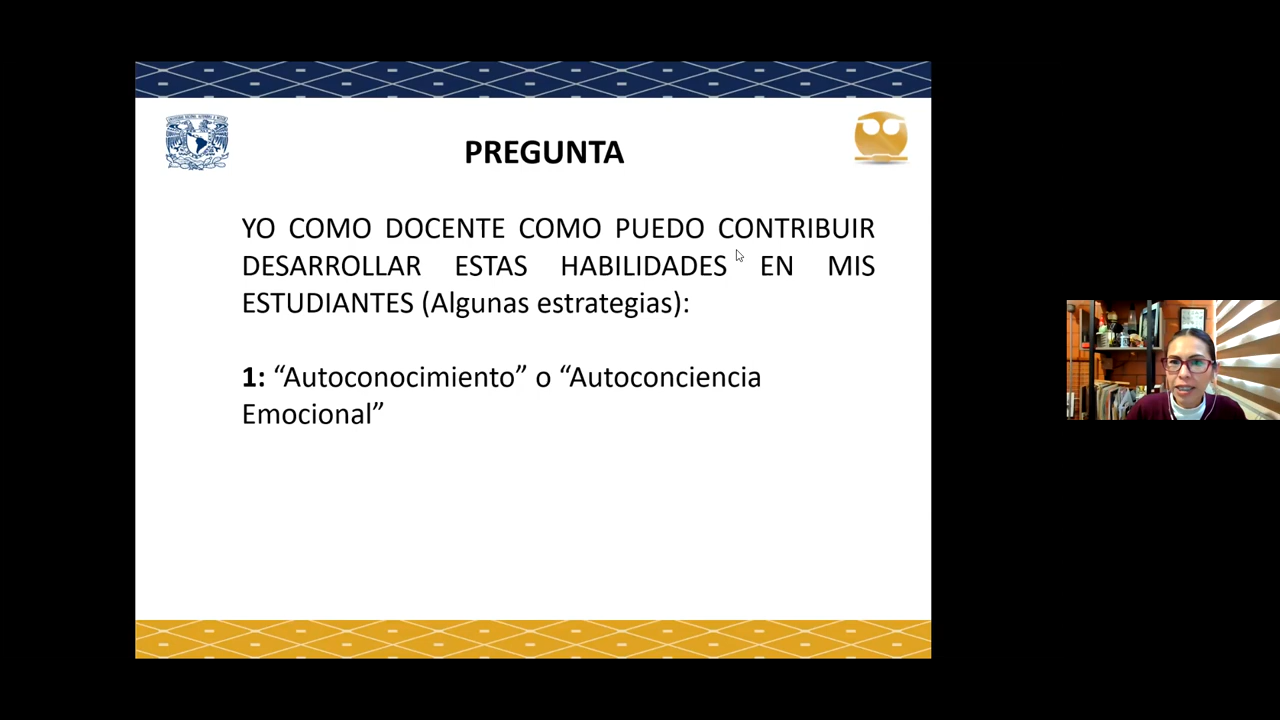 PREGUNTA
YO COMO DOCENTE COMO PUEDO CONTRIBUIR
DESARROLLAR ESTAS HABILIDADES EN MIS
ESTUDIANTES (Algunas estrategias):
1: “Autoconocimiento” o “Autoconciencia
Emocional”